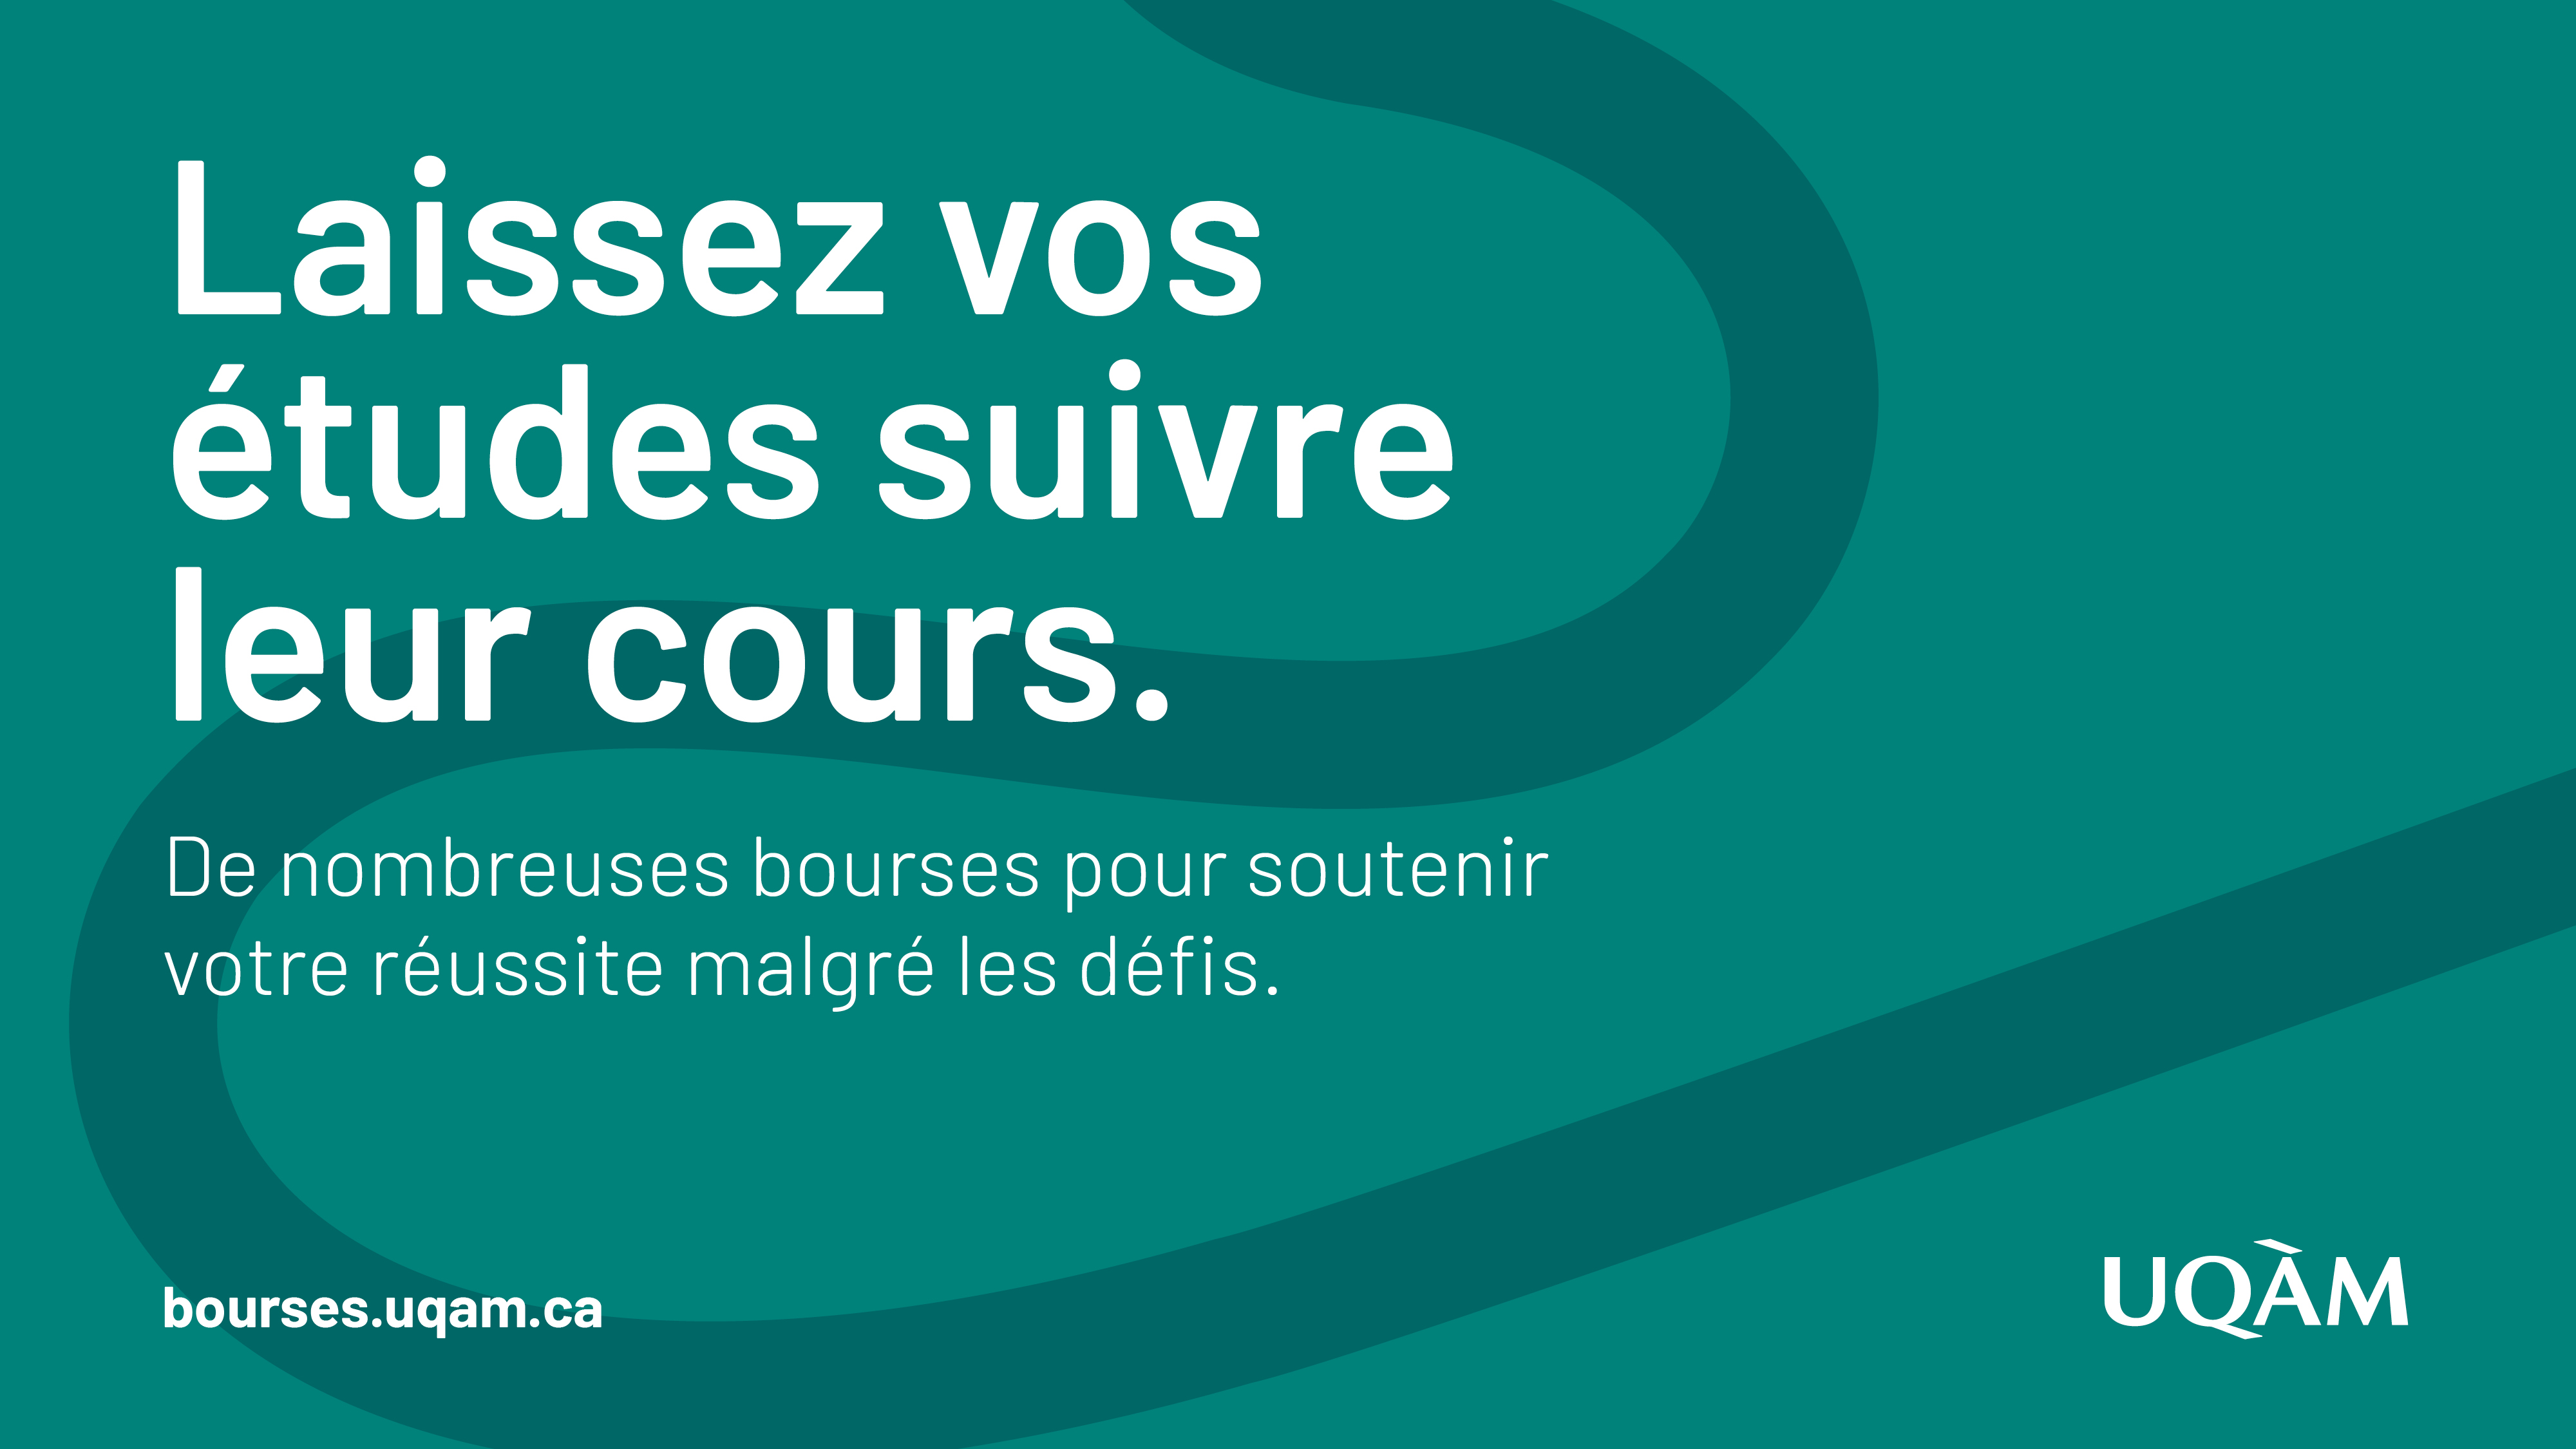 Laissez vos
études suivre
leur cours.
De nombreuses bourses pour soutenir
votre réussite malgré les défis.
bourses.uqam.ca
UQÀM